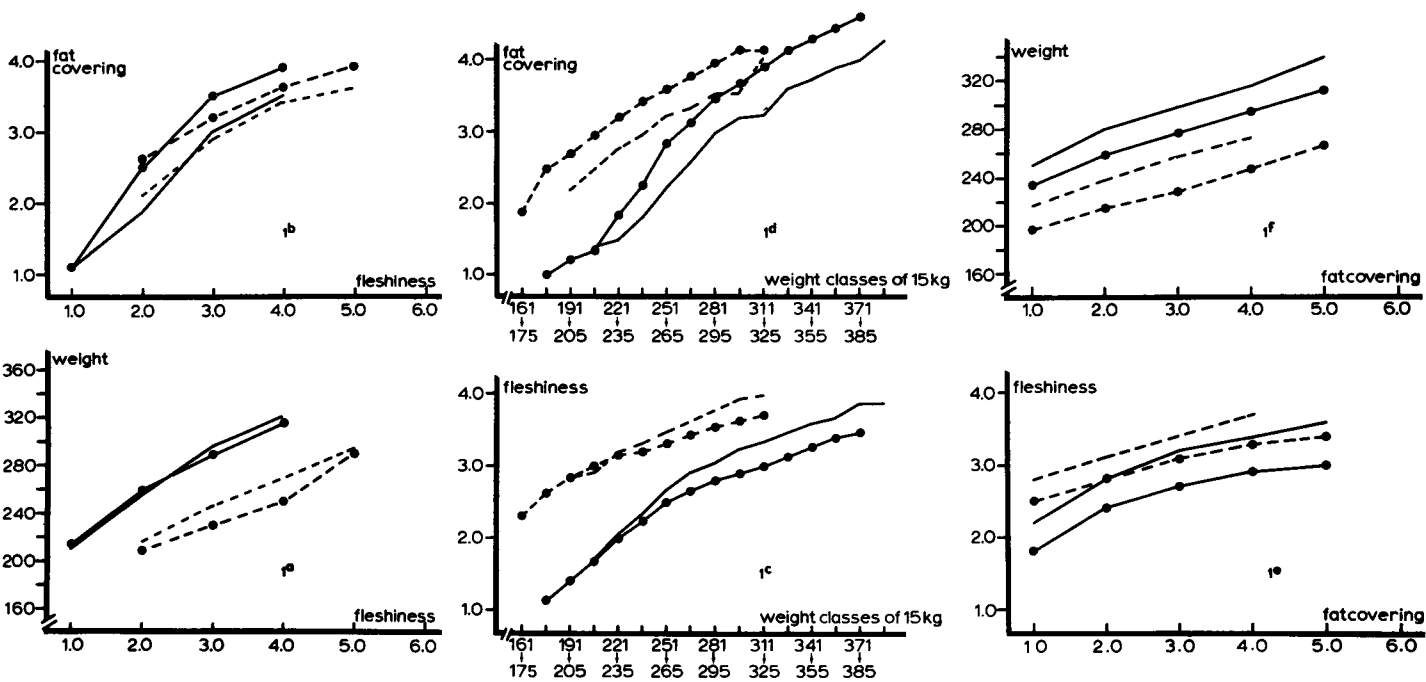 fat
covering
4.0
3.0
2.0
1.0
1b
fleshiness
1.0 2.0 3.0 4.0 5.0 6.0
fat
covering
4.0
3.0
2.0
1.0
1d
weight classes of 15kg
161 191 221 251 281 311 341 371
175 205 235 265 295 325 355 385
weight
320
280
240
200
160
1f
fatcovering
1.0 2.0 3.0 4.0 5.0 6.0
weight
360
320
280
240
200
160
1a
fleshiness
1.0 2.0 3.0 4.0 5.0 6.0
fleshiness
4.0
3.0
2.0
1.0
1c
weight classes of 15kg
161 191 221 251 281 311 341 371
175 205 235 265 295 325 355 385
fleshiness
4.0
3.0
2.0
1.0
1e
fatcovering
1.0 2.0 3.0 4.0 5.0 6.0